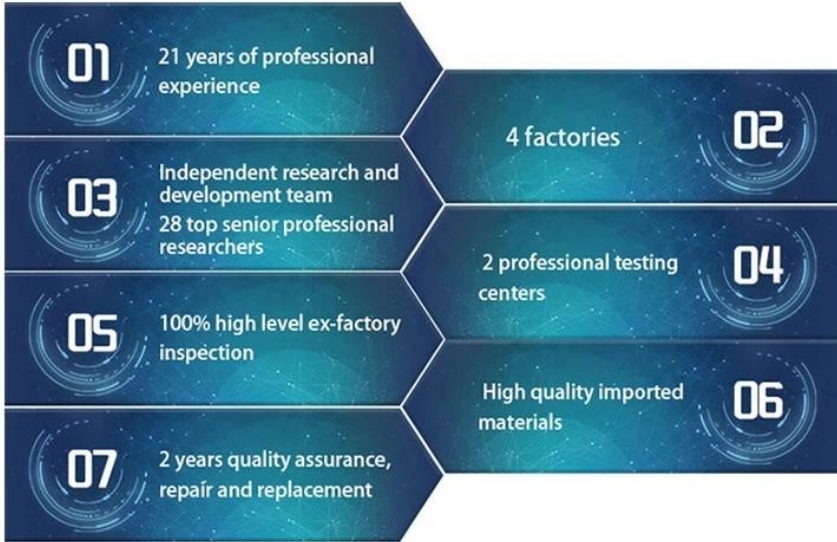 01
21 years of professional
experience
02
4 factories
03
Independent research and
development team
28 top senior professional
researchers
04
2 professional testing
centers
05
100% high level ex-factory
inspection
06
High quality imported
materials
07
2 years quality assurance,
repair and replacement